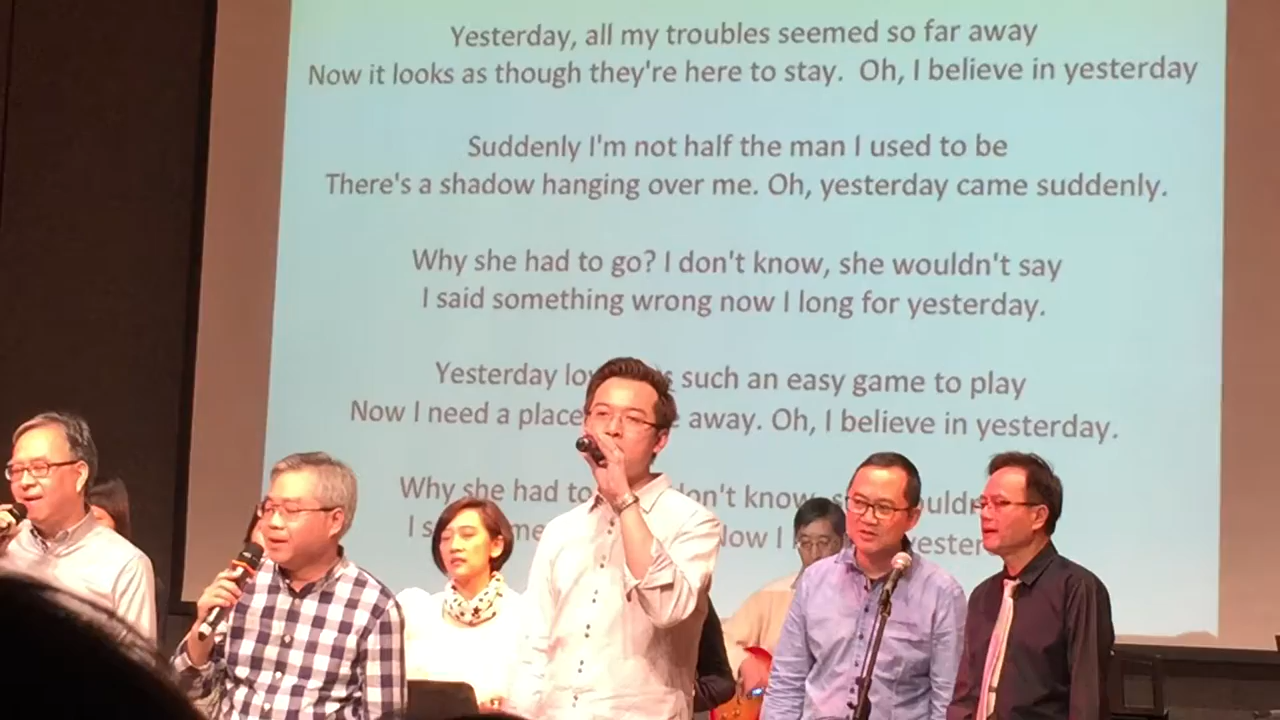 Yesterday, all my troubles seemed so far away
Now it looks as though they're here to stay. Oh, I believe in yesterday
Suddenly I'm not half the man I used to be
There's a shadow hanging over me. Oh, yesterday came suddenly.
Why she had to go? I don't know, she wouldn't say
I said something wrong now I long for yesterday.
Yesterday such an easy game to play
Now I need a place away. Oh, I believe in yesterday.
Why she had to know
I Now I